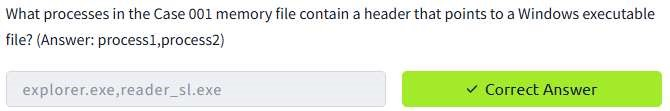 What processes in the Case 001 memory file contain a header that points to a Windows executable
file? (Answer: process1,process2)
explorer.exe,reader_sl.exe
✓ Correct Answer